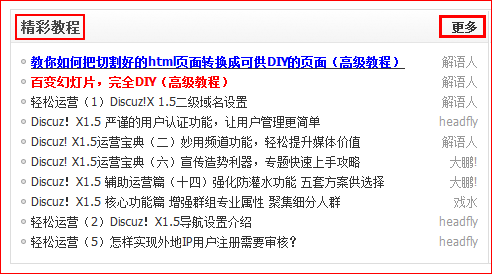 精彩教程 更多
教你如何把切割好的html页面转换成可供DIY的页面（高级教程） 解语人
百变幻灯片，完全DIY（高级教程） 解语人
轻松运营（1）Discuz!X 1.5二级域名设置 解语人
Discuz! X1.5 严谨的用户认证功能，让用户管理更简单 headfly
Discuz! X1.5运营宝典（二）妙用频道功能，轻松提升媒体价值 解语人
Discuz! X1.5运营宝典（六）宣传造势利器，专题快速上手攻略 大鹏!
Discuz! X1.5 辅助运营篇（十四）强化防灌水功能 五套方案供选择 大鹏!
Discuz! X1.5 核心功能篇 增强群组专业属性 聚集细分人群 戏水
轻松运营（2）Discuz! X1.5导航设置介绍 headfly
轻松运营（5）怎样实现外地IP用户注册需要审核? headfly